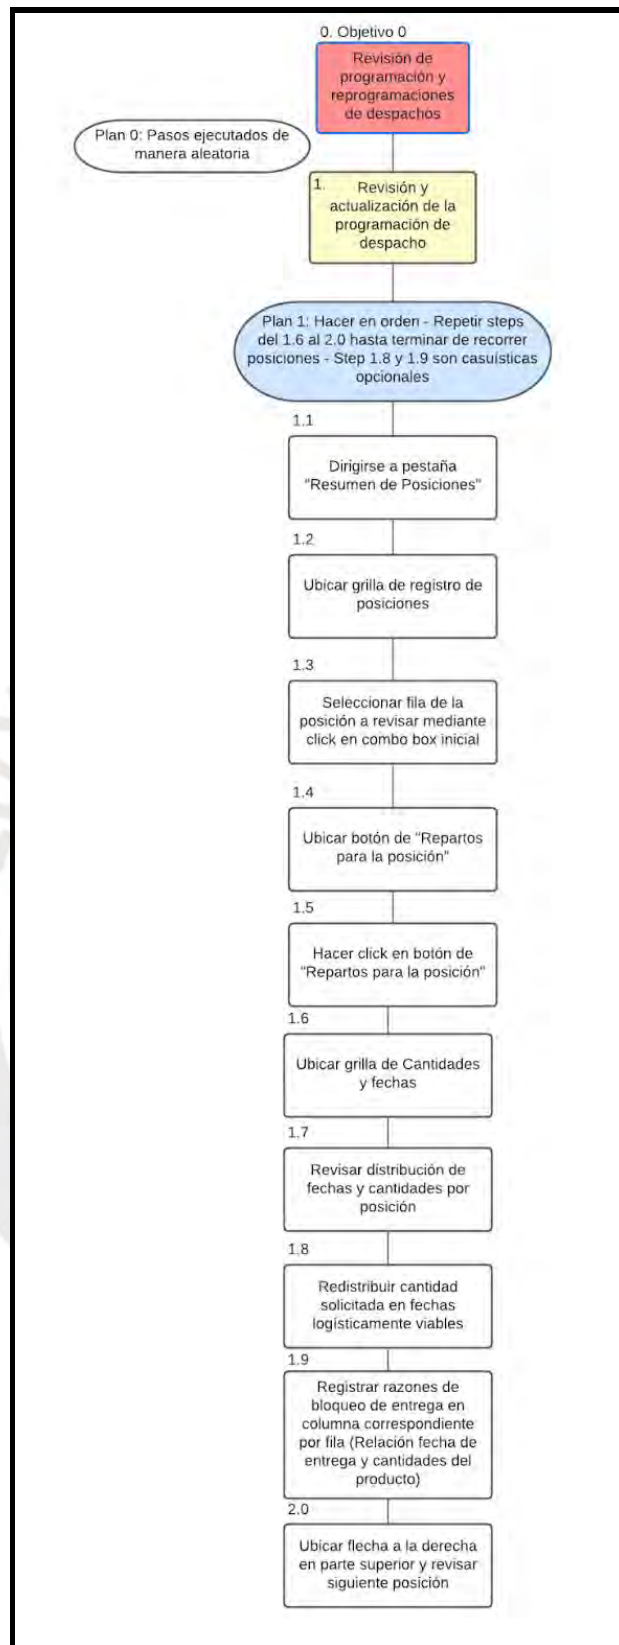 0. Objetivo 0
Revisión de
programación y
reprogramaciones
de despachos
Plan 0: Pasos ejecutados de
manera aleatoria
1.
Revisión y
actualización de la
programación de
despacho
Plan 1: Hacer en orden - Repetir steps
del 1.6 al 2.0 hasta terminar de recorrer
posiciones - Step 1.8 y 1.9 son casuísticas
opcionales
1.1
Dirigirse a pestaña
"Resumen de Posiciones"
1.2
Ubicar grilla de registro de
posiciones
1.3
Seleccionar fila de la
posición a revisar mediante
click en combo box inicial
1.4
Ubicar botón de "Repartos
para la posición"
1.5
Hacer click en botón de
"Repartos para la posición"
1.6
Ubicar grilla de Cantidades
y fechas
1.7
Revisar distribución de
fechas y cantidades por
posición
1.8
Redistribuir cantidad
solicitada en fechas
logísticamente viables
1.9
Registrar razones de
bloqueo de entrega en
columna correspondiente
por fila (Relación fecha de
entrega y cantidades del
producto)
2.0
Ubicar flecha a la derecha
en parte superior y revisar
siguiente posición